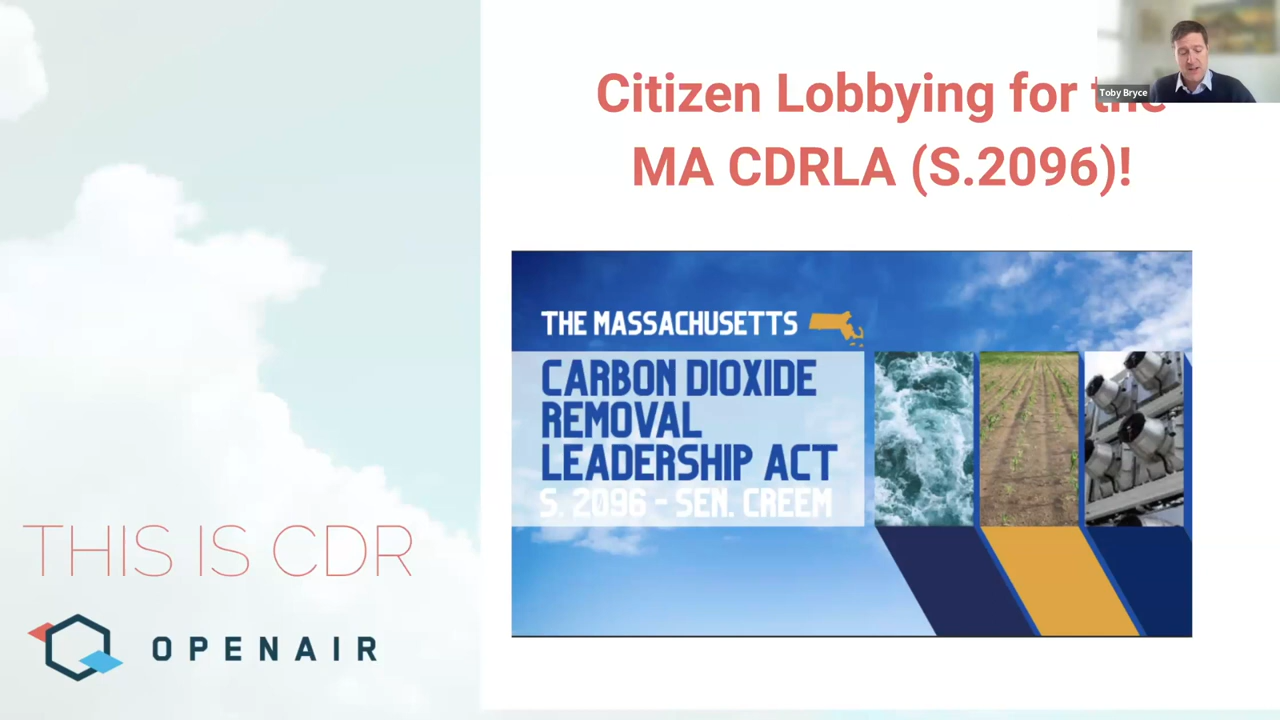 Citizen Lobbying for the
MA CDRLA (S.2096)!
Toby Bryce
THE MASSACHUSETTS
CARBON DIOXIDE
REMOVAL
LEADERSHIP ACT
S. 2096 - SEN. CREEM
THIS IS CDR
OPENAIR